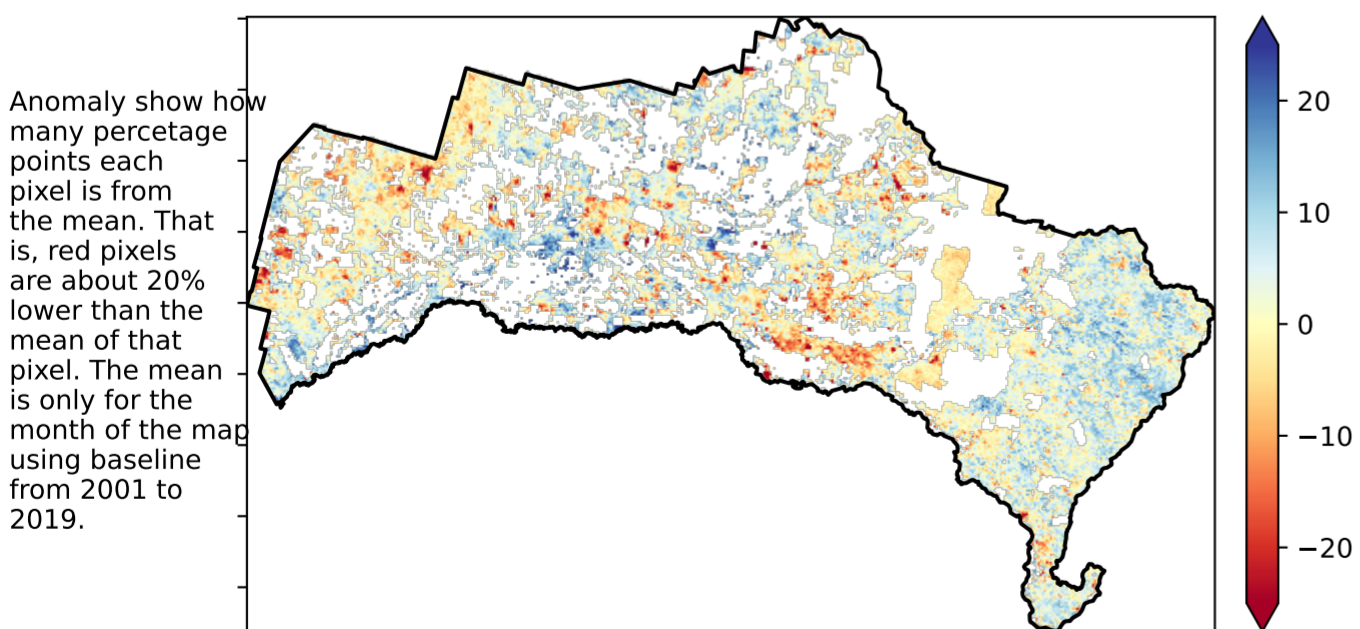 Anomaly show how
many percetage
points each
pixel is from
the mean. That
is, red pixels
are about 20%
lower than the
mean of that
pixel. The mean
is only for the
month of the map
using baseline
from 2001 to
2019.
20
10
0
−10
−20